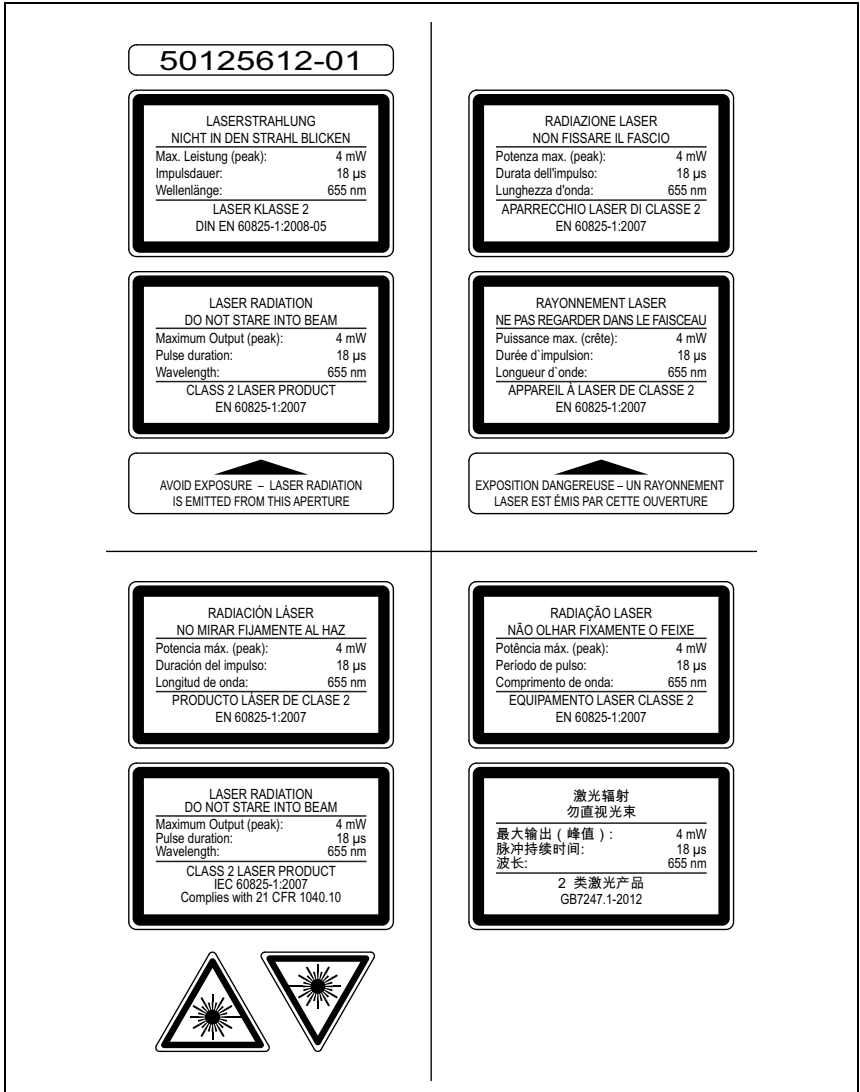 50125612-01
LASERSTRAHLUNG
NICHT IN DEN STRAHL BLICKEN
Max. Leistung (peak): 4 mW
Impulsdauer: 18 µs
Wellenlänge: 655 nm
LASER KLASSE 2
DIN EN 60825-1:2008-05
LASER RADIATION
DO NOT STARE INTO BEAM
Maximum Output (peak): 4 mW
Pulse duration: 18 µs
Wavelength: 655 nm
CLASS 2 LASER PRODUCT
EN 60825-1:2007
AVOID EXPOSURE – LASER RADIATION
IS EMITTED FROM THIS APERTURE
RADIAZIONE LASER
NON FISSARE IL FASCIO
Potenza max. (peak): 4 mW
Durata dell'impulso: 18 µs
Lunghezza d'onda: 655 nm
APARRECCHIO LASER DI CLASSE 2
EN 60825-1:2007
RAYONNEMENT LASER
NE PAS REGARDER DANS LE FAISCEAU
Puissance max. (crête): 4 mW
Durée d`impulsion: 18 µs
Longueur d`onde: 655 nm
APPAREIL À LASER DE CLASSE 2
EN 60825-1:2007
EXPOSITION DANGEREUSE – UN RAYONNEMENT
LASER EST ÉMIS PAR CETTE OUVERTURE
RADIACIÓN LÁSER
NO MIRAR FIJAMENTE AL HAZ
Potencia máx. (peak): 4 mW
Duración del impulso: 18 µs
Longitud de onda: 655 nm
PRODUCTO LÁSER DE CLASE 2
EN 60825-1:2007
LASER RADIATION
DO NOT STARE INTO BEAM
Maximum Output (peak): 4 mW
Pulse duration: 18 µs
Wavelength: 655 nm
CLASS 2 LASER PRODUCT
IEC 60825-1:2007
Complies with 21 CFR 1040.10
RADIAÇÃO LASER
NÃO OLHAR FIXAMENTE O FEIXE
Potência máx. (peak): 4 mW
Período de pulso: 18 µs
Comprimento de onda: 655 nm
EQUIPAMENTO LASER CLASSE 2
EN 60825-1:2007
激光辐射
勿直视光束
最大输出（峰值）: 4 mW
脉冲持续时间: 18 µs
波长: 655 nm
2 类激光产品
GB7247.1-2012